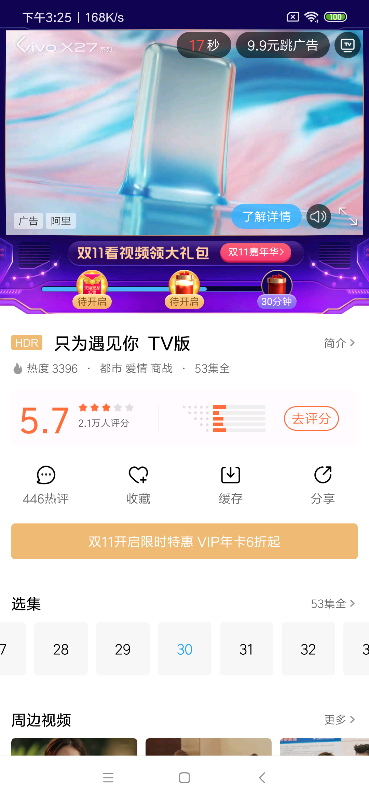 下午3:25 | 168K/s
100
vivo X27 系列
17秒
9.9元跳广告
TV
广告
阿里
了解详情
双11看视频领大礼包
双11嘉年华>
待开启
待开启
30分钟
HDR
只为遇见你 TV版
简介 >
热度 3396 · 都市 爱情 商战 · 53集全
5.7
2.1万人评分
去评分
446热评
收藏
缓存
分享
双11开启限时特惠 VIP年卡6折起
选集
53集全 >
7
28
29
30
31
32
3
周边视频
更多 >